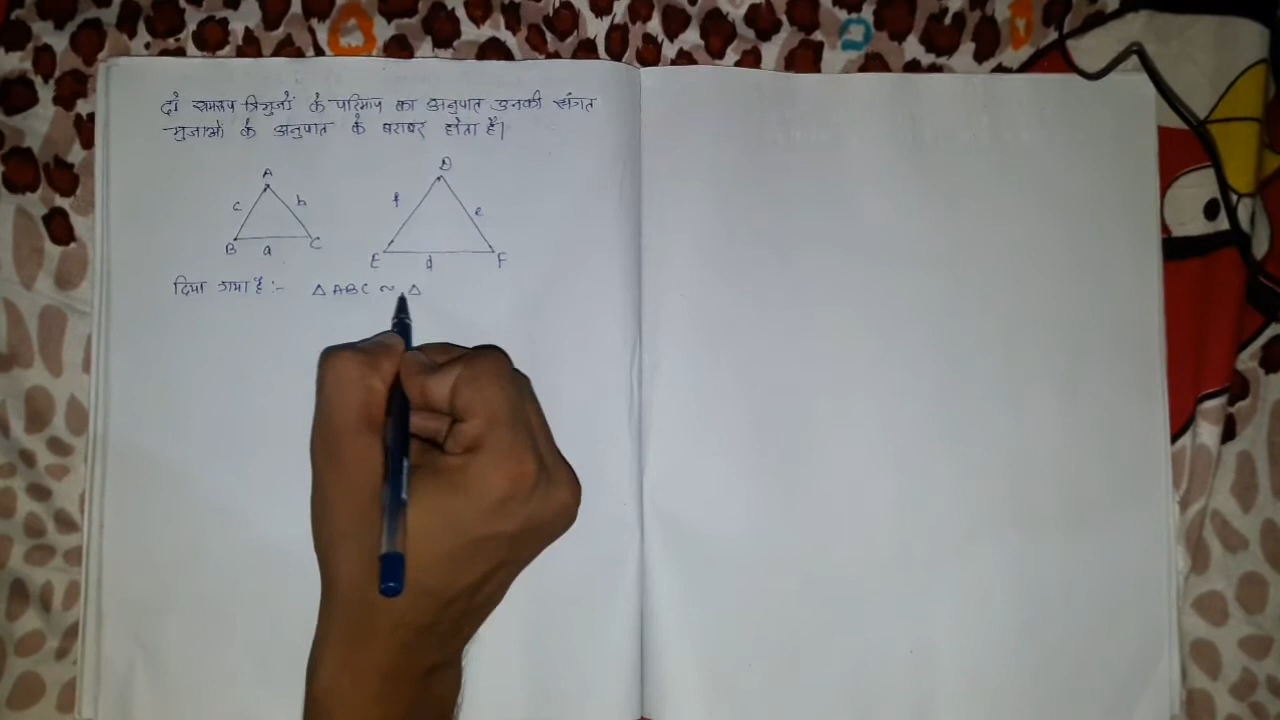 दो समरूप त्रिभुजों के परिमाप का अनुपात उनकी संगत
भुजाओं के अनुपात के बराबर होता है।
A
D
c b
f e
B a C
E d F
दिया गया है :- △ ABC ~ △